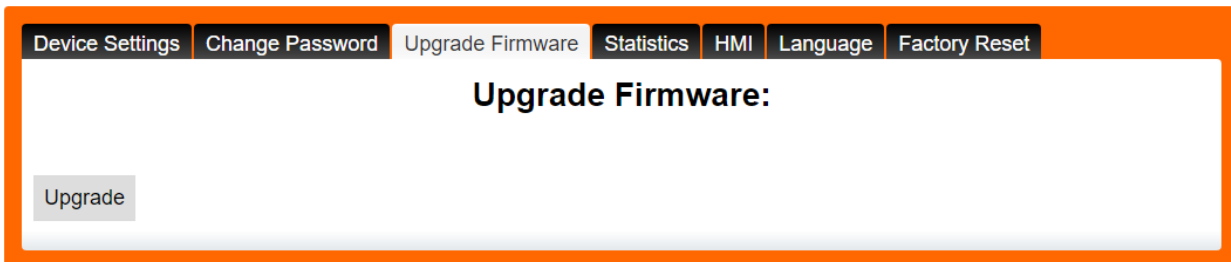 Device Settings Change Password Upgrade Firmware Statistics HMI Language Factory Reset
Upgrade Firmware:
Upgrade